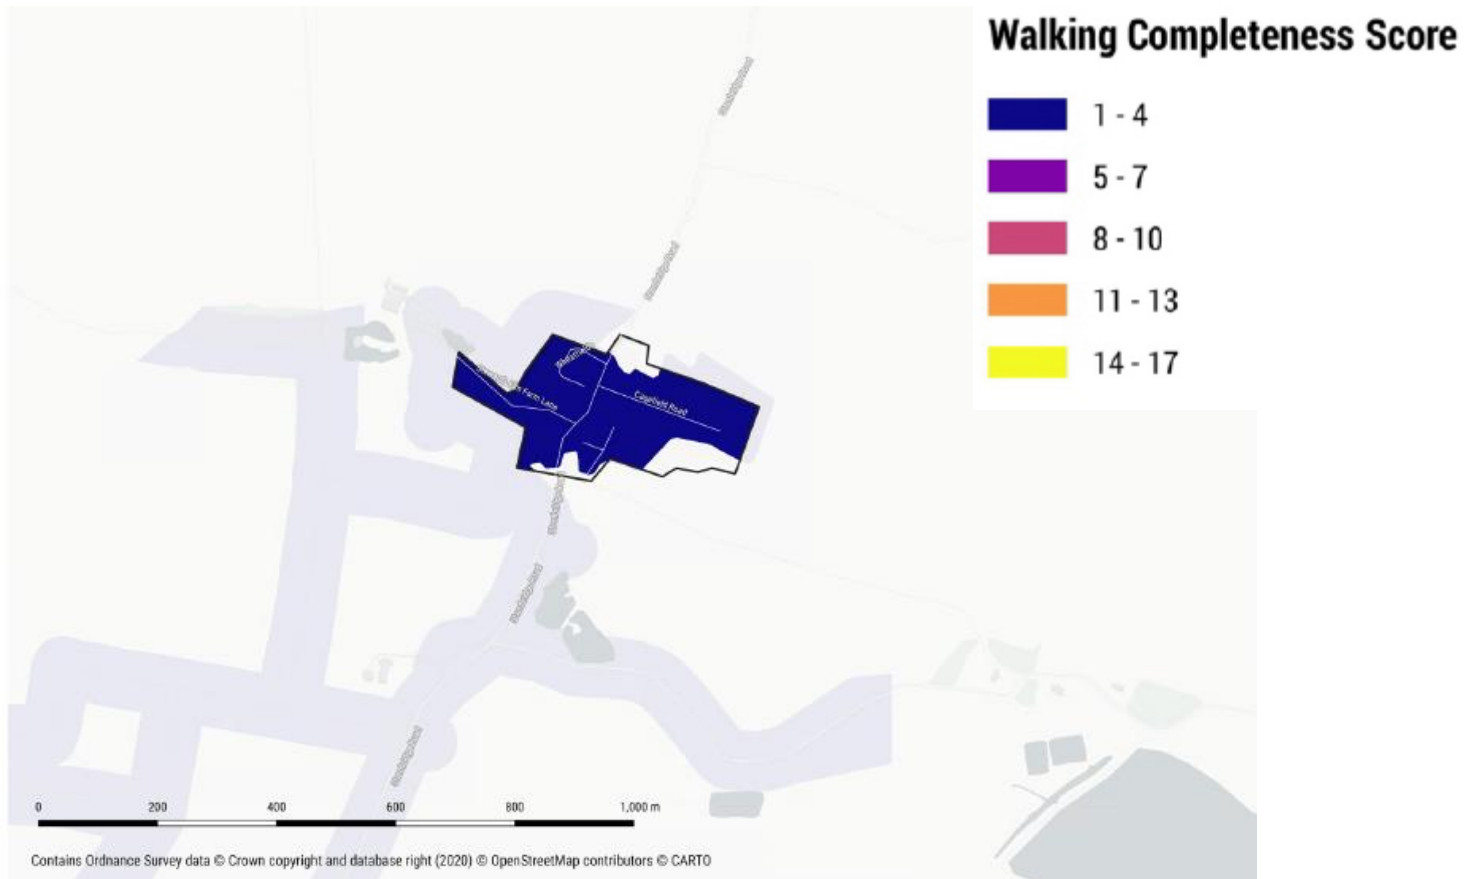 Walking Completeness Score
1 - 4
5 - 7
8 - 10
11 - 13
14 - 17
Farm Lane
Casefield Road
0 200 400 600 800 1,000 m
Contains Ordnance Survey data © Crown copyright and database right (2020) © OpenStreetMap contributors © CARTO